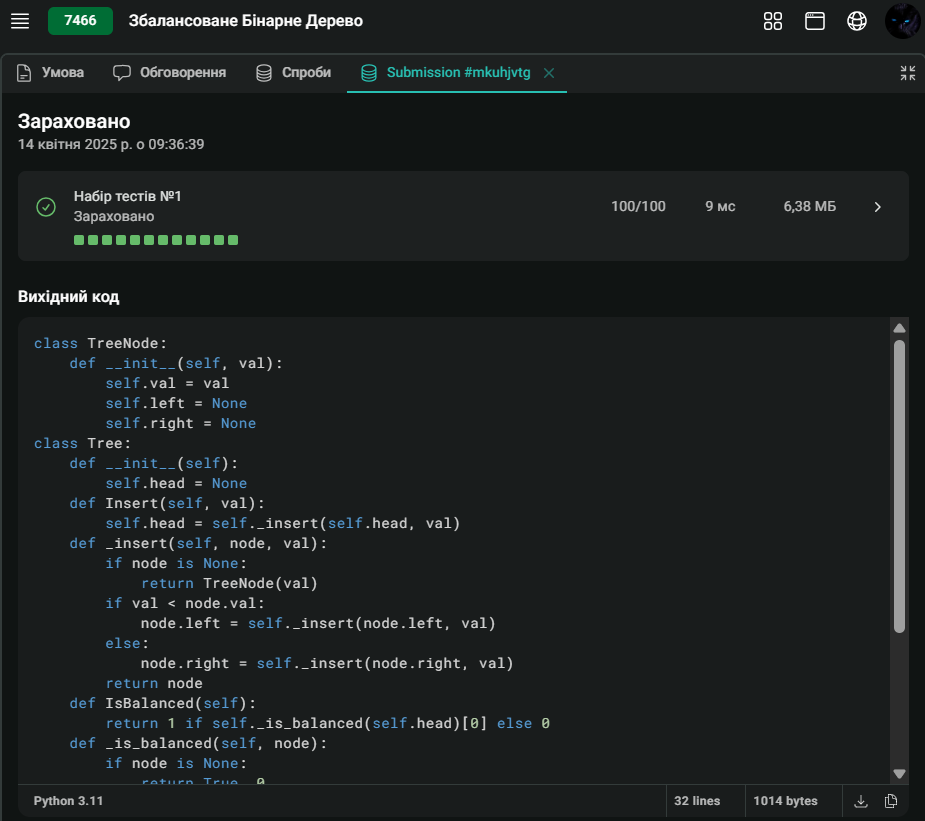 7466 Збалансоване Бінарне Дерево
Умова Обговорення Спроби Submission #mkuhjvtg
Зараховано
14 квітня 2025 р. о 09:36:39
Набір тестів №1
Зараховано
100/100 9 мс 6,38 МБ
Вихідний код
class TreeNode:
    def __init__(self, val):
        self.val = val
        self.left = None
        self.right = None
class Tree:
    def __init__(self):
        self.head = None
    def Insert(self, val):
        self.head = self._insert(self.head, val)
    def _insert(self, node, val):
        if node is None:
            return TreeNode(val)
        if val < node.val:
            node.left = self._insert(node.left, val)
        else:
            node.right = self._insert(node.right, val)
        return node
    def IsBalanced(self):
        return 1 if self._is_balanced(self.head)[0] else 0
    def _is_balanced(self, node):
        if node is None:
            return True, 0
Python 3.11 32 lines 1014 bytes